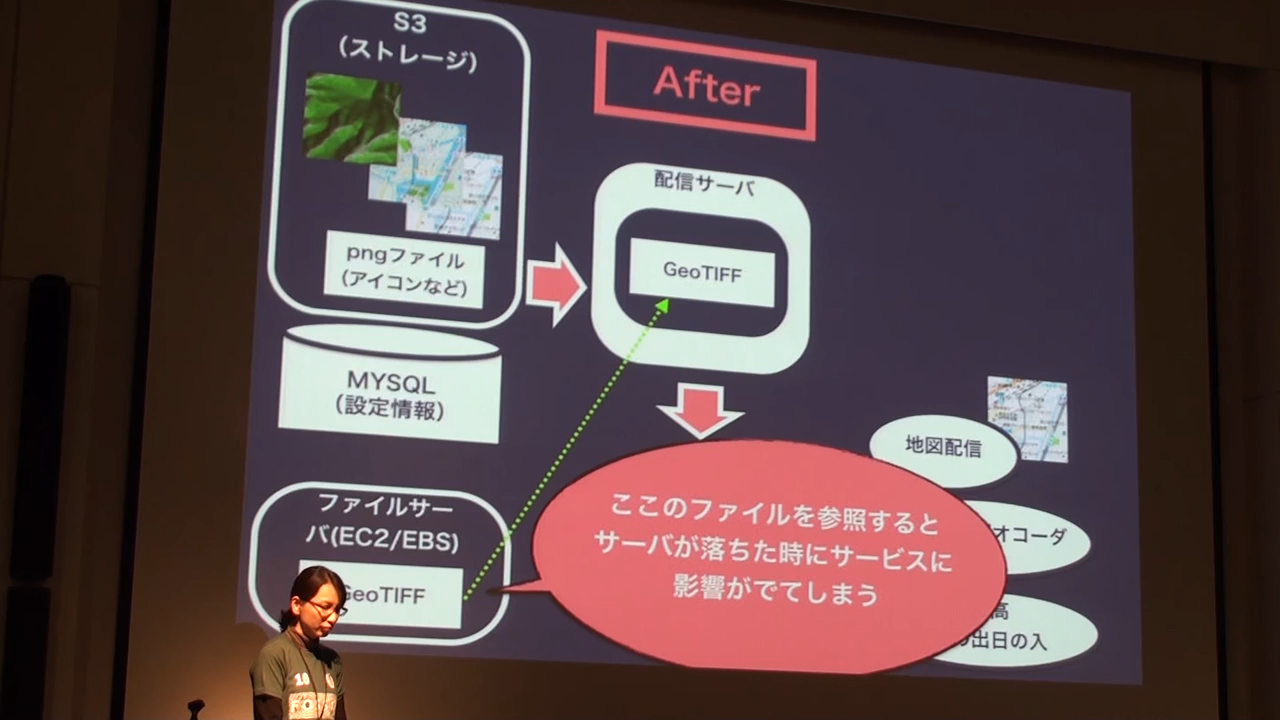 S3
（ストレージ）
After
配信サーバ
GeoTIFF
pngファイル
（アイコンなど）
MYSQL
（設定情報）
地図配信
ファイルサー
バ(EC2/EBS)
GeoTIFF
ここのファイルを参照すると
サーバが落ちた時にサービスに
影響がでてしまう
オコーダ
高
出日の入